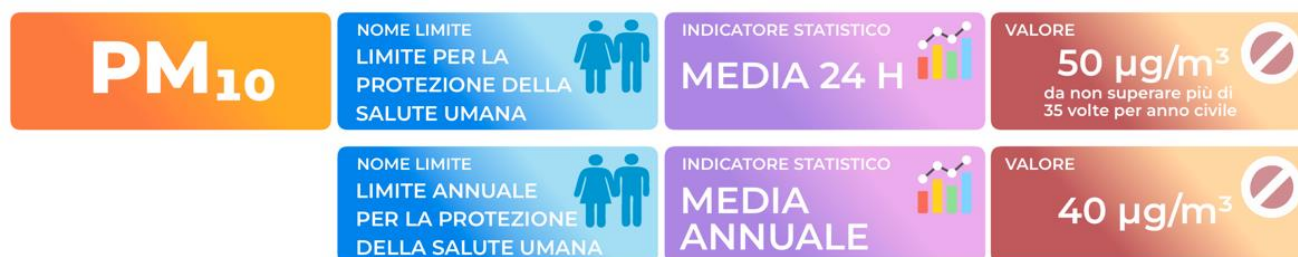 PM10
NOME LIMITE
LIMITE PER LA
PROTEZIONE DELLA
SALUTE UMANA
INDICATORE STATISTICO
MEDIA 24 H
VALORE
50 µg/m³
da non superare più di
35 volte per anno civile
NOME LIMITE
LIMITE ANNUALE
PER LA PROTEZIONE
DELLA SALUTE UMANA
INDICATORE STATISTICO
MEDIA
ANNUALE
VALORE
40 µg/m³